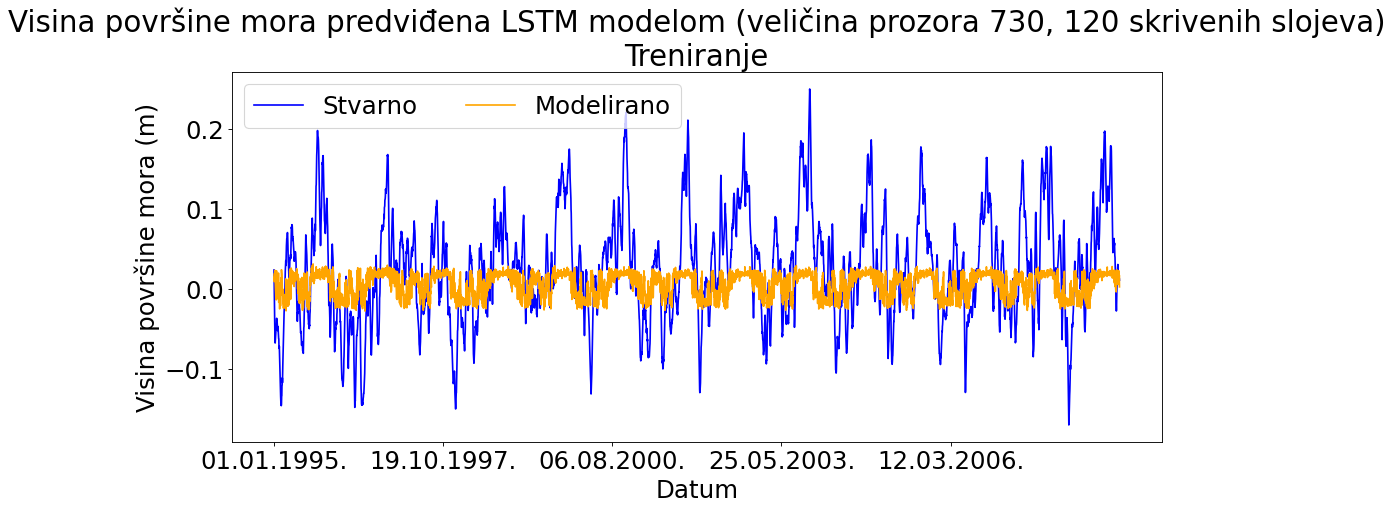 Visina površine mora predviđena LSTM modelom (veličina prozora 730, 120 skrivenih slojeva)
Treniranje
Stvarno
Modelirano
Visina površine mora (m)
0.2
0.1
0.0
−0.1
01.01.1995.
19.10.1997.
06.08.2000.
25.05.2003.
12.03.2006.
Datum